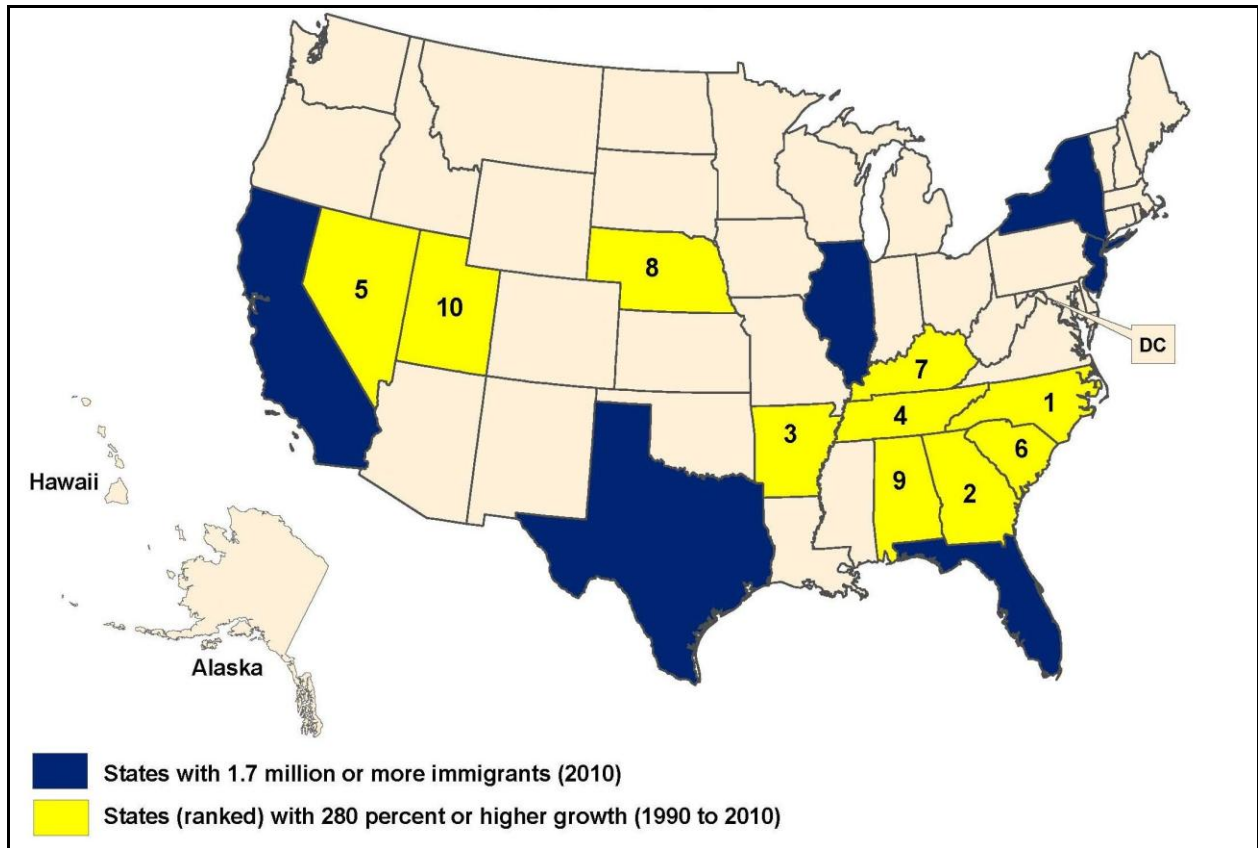 5
10
8
7
DC
4
1
3
6
9
2
Hawaii
Alaska
States with 1.7 million or more immigrants (2010)
States (ranked) with 280 percent or higher growth (1990 to 2010)